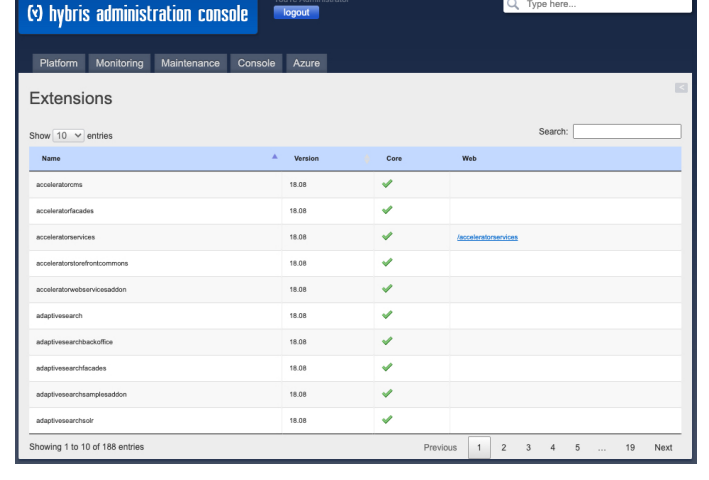 You're Administrator
(y) hybris administration console
logout
Type here...
Platform Monitoring Maintenance Console Azure
<
Extensions
Show 10 entries
Search:
Name Version Core Web
acceleratorcms 18.08
acceleratorfacades 18.08
acceleratorservices 18.08 /acceleratorservices
acceleratorstorefrontcommons 18.08
acceleratorwebservicesaddon 18.08
adaptivesearch 18.08
adaptivesearchbackoffice 18.08
adaptivesearchfacades 18.08
adaptivesearchsamplesaddon 18.08
adaptivesearchsolr 18.08
Showing 1 to 10 of 188 entries
Previous 1 2 3 4 5 … 19 Next